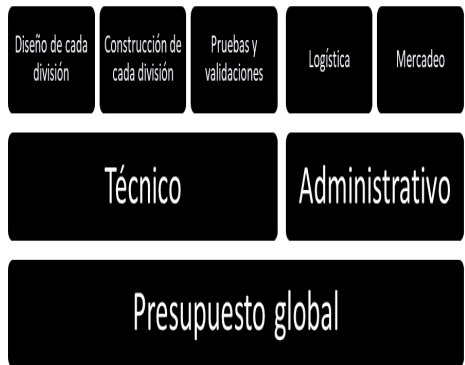 Diseño de cada
división
Construcción de
cada división
Pruebas y
validaciones
Logística
Mercadeo
Técnico
Administrativo
Presupuesto global